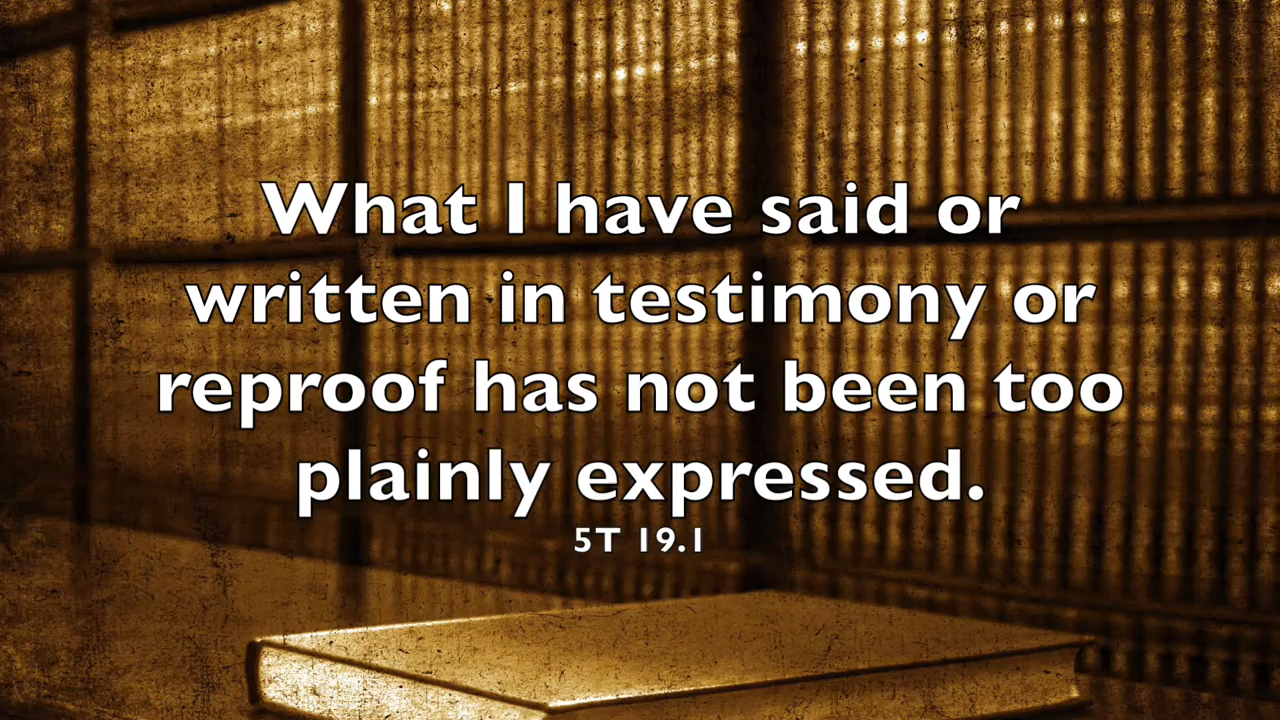 What I have said or
written in testimony or
reproof has not been too
plainly expressed.
5T 19.1